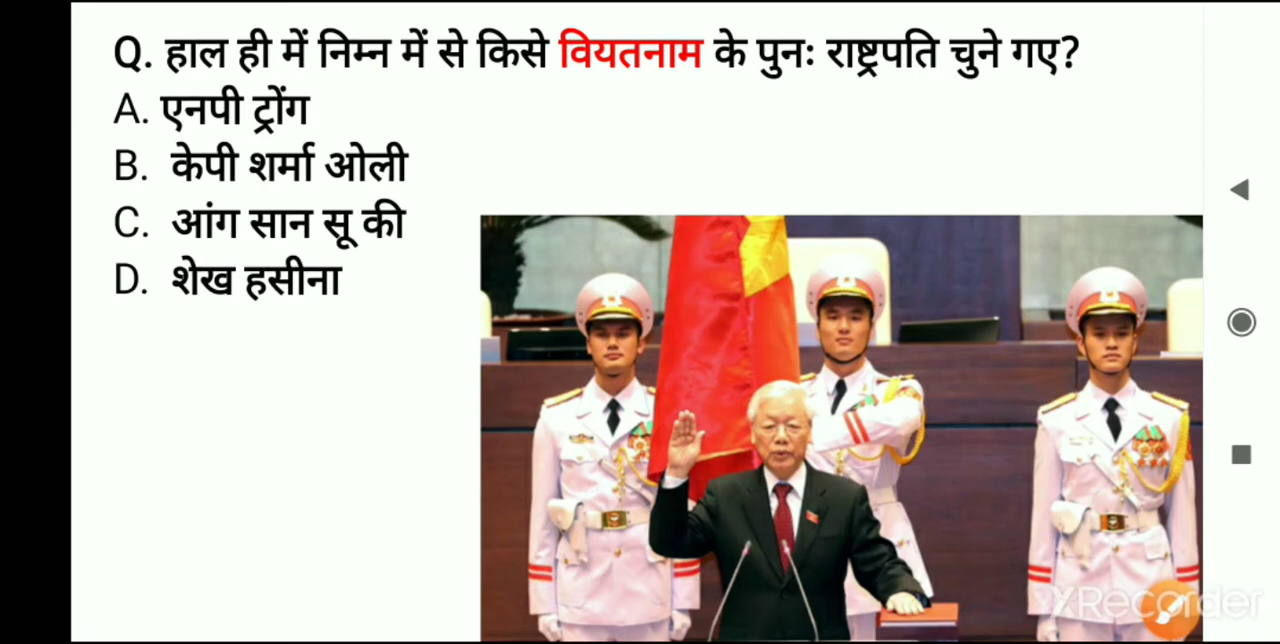 Q. हाल ही में निम्न में से किसे वियतनाम के पुनः राष्ट्रपति चुने गए?
A. एनपी ट्रोंग
B. केपी शर्मा ओली
C. आंग सान सू की
D. शेख हसीना
XRecorder